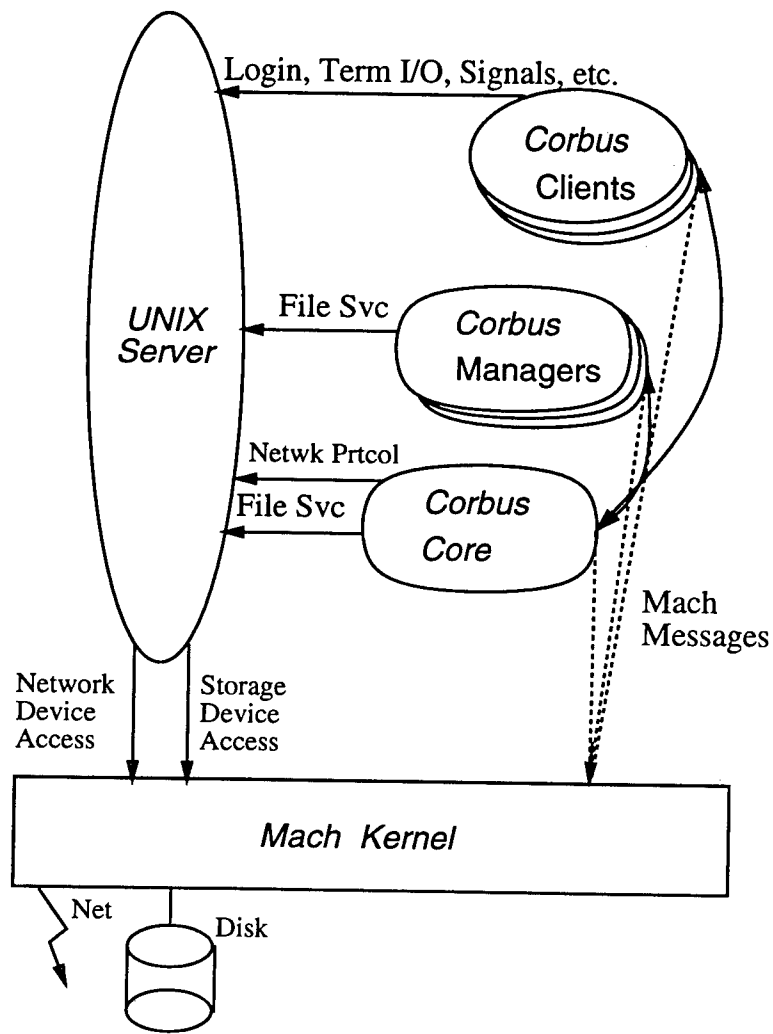 Login, Term I/O, Signals, etc.
Corbus
Clients
UNIX
Server
File Svc
Corbus
Managers
Netwk Prtcol
File Svc
Corbus
Core
Mach
Messages
Network
Device
Access
Storage
Device
Access
Mach Kernel
Net
Disk